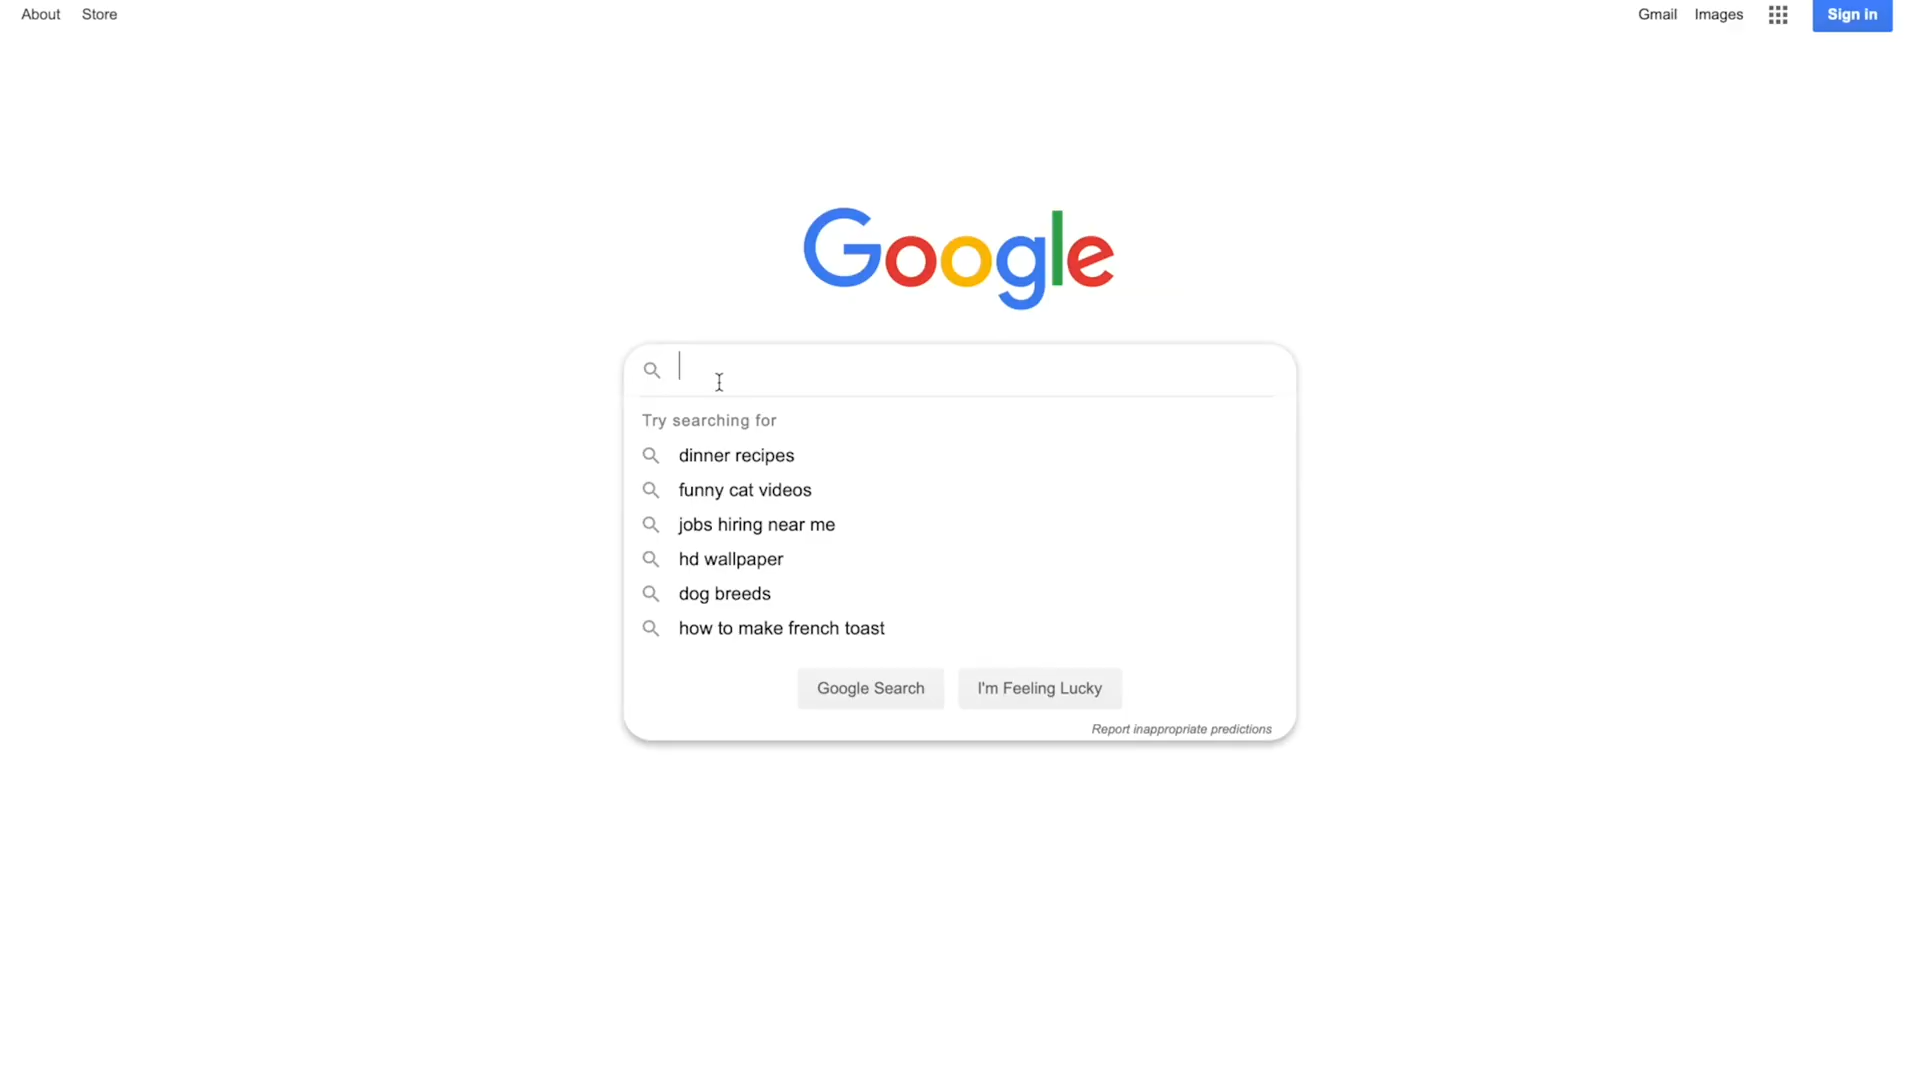 About Store Gmail Images Sign in
Google
Try searching for
dinner recipes
funny cat videos
jobs hiring near me
hd wallpaper
dog breeds
how to make french toast
Google Search I'm Feeling Lucky
Report inappropriate predictions